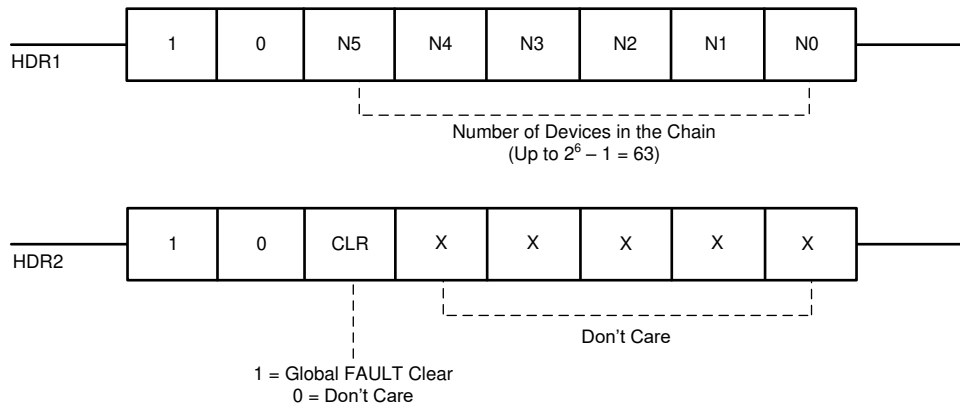 1 0 N5 N4 N3 N2 N1 N0
HDR1
Number of Devices in the Chain
(Up to 2⁶ – 1 = 63)
1 0 CLR X X X X X
HDR2
Don't Care
1 = Global FAULT Clear
0 = Don't Care